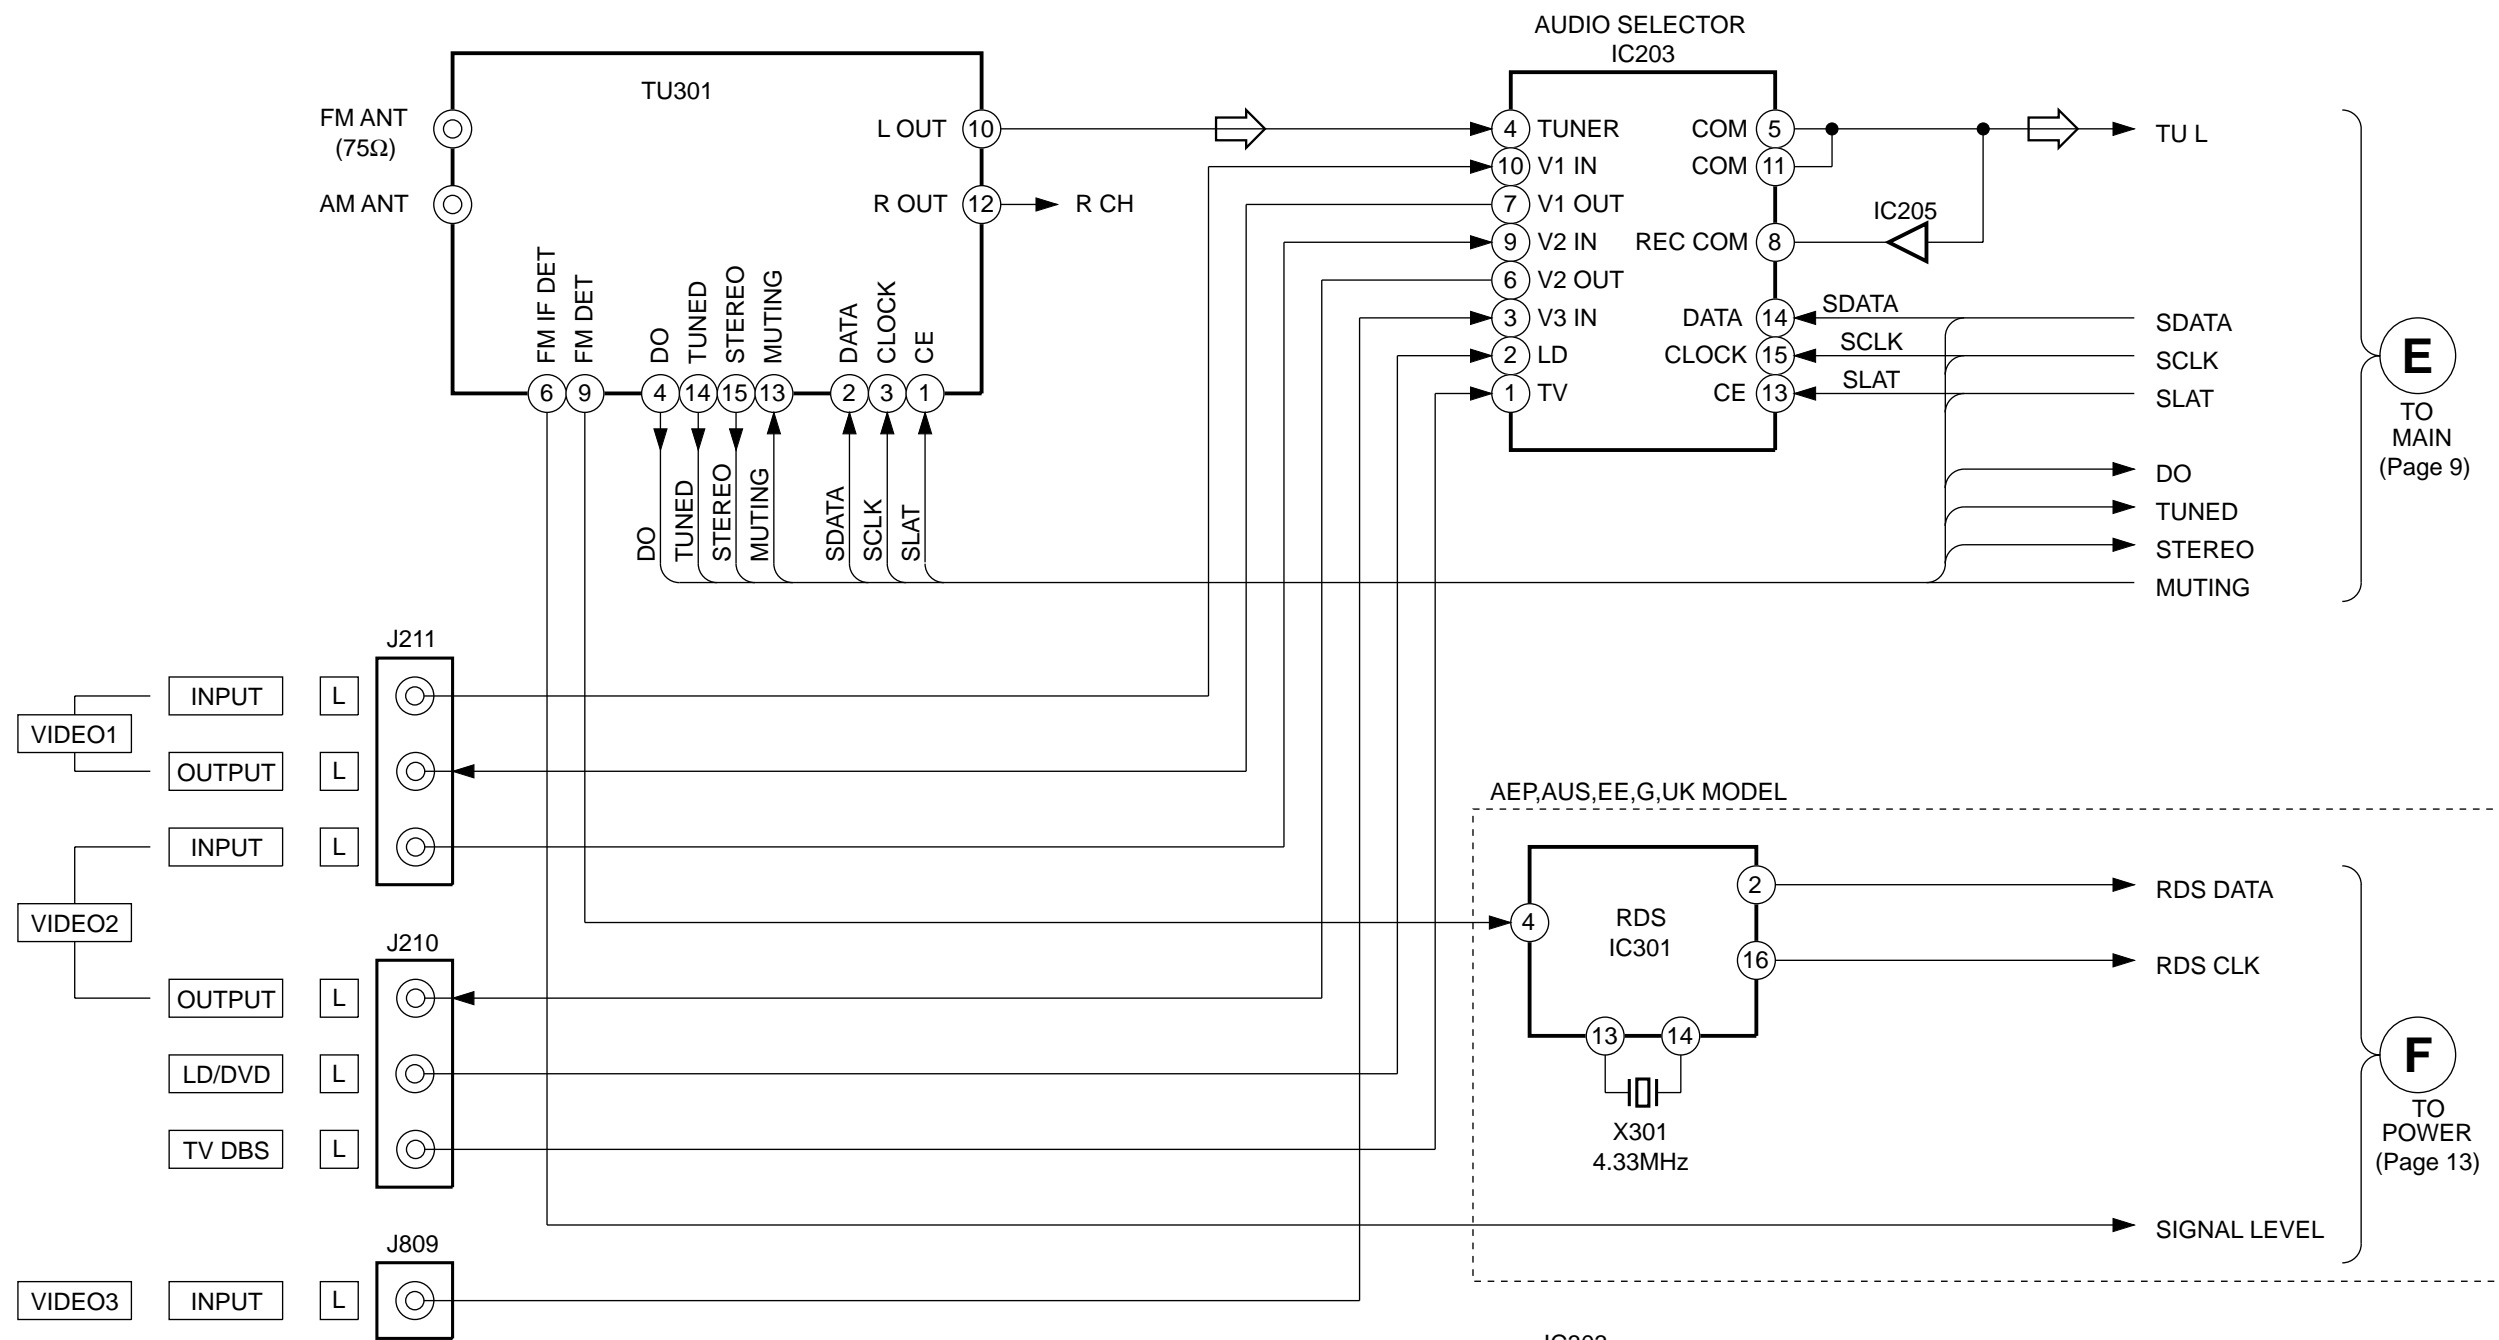 AUDIO SELECTOR
IC203
TU301
FM ANT
(75Ω)
AM ANT
L OUT
10
R OUT
12
R CH
FM IF DET
FM DET
DO
TUNED
STEREO
MUTING
DATA
CLOCK
CE
6
9
4
14
15
13
2
3
1
DO
TUNED
STEREO
MUTING
SDATA
SCLK
SLAT
4 TUNER
10 V1 IN
7 V1 OUT
9 V2 IN
6 V2 OUT
3 V3 IN
2 LD
1 TV
COM 5
COM 11
REC COM 8
DATA 14
CLOCK 15
CE 13
IC205
SDATA
SCLK
SLAT
TU L
SDATA
SCLK
SLAT
DO
TUNED
STEREO
MUTING
E
TO
MAIN
(Page 9)
J211
VIDEO1
INPUT L
OUTPUT L
VIDEO2
INPUT L
J210
OUTPUT L
LD/DVD L
TV DBS L
J809
VIDEO3 INPUT L
AEP,AUS,EE,G,UK MODEL
RDS
IC301
4
2
16
13
14
X301
4.33MHz
RDS DATA
RDS CLK
SIGNAL LEVEL
F
TO
POWER
(Page 13)